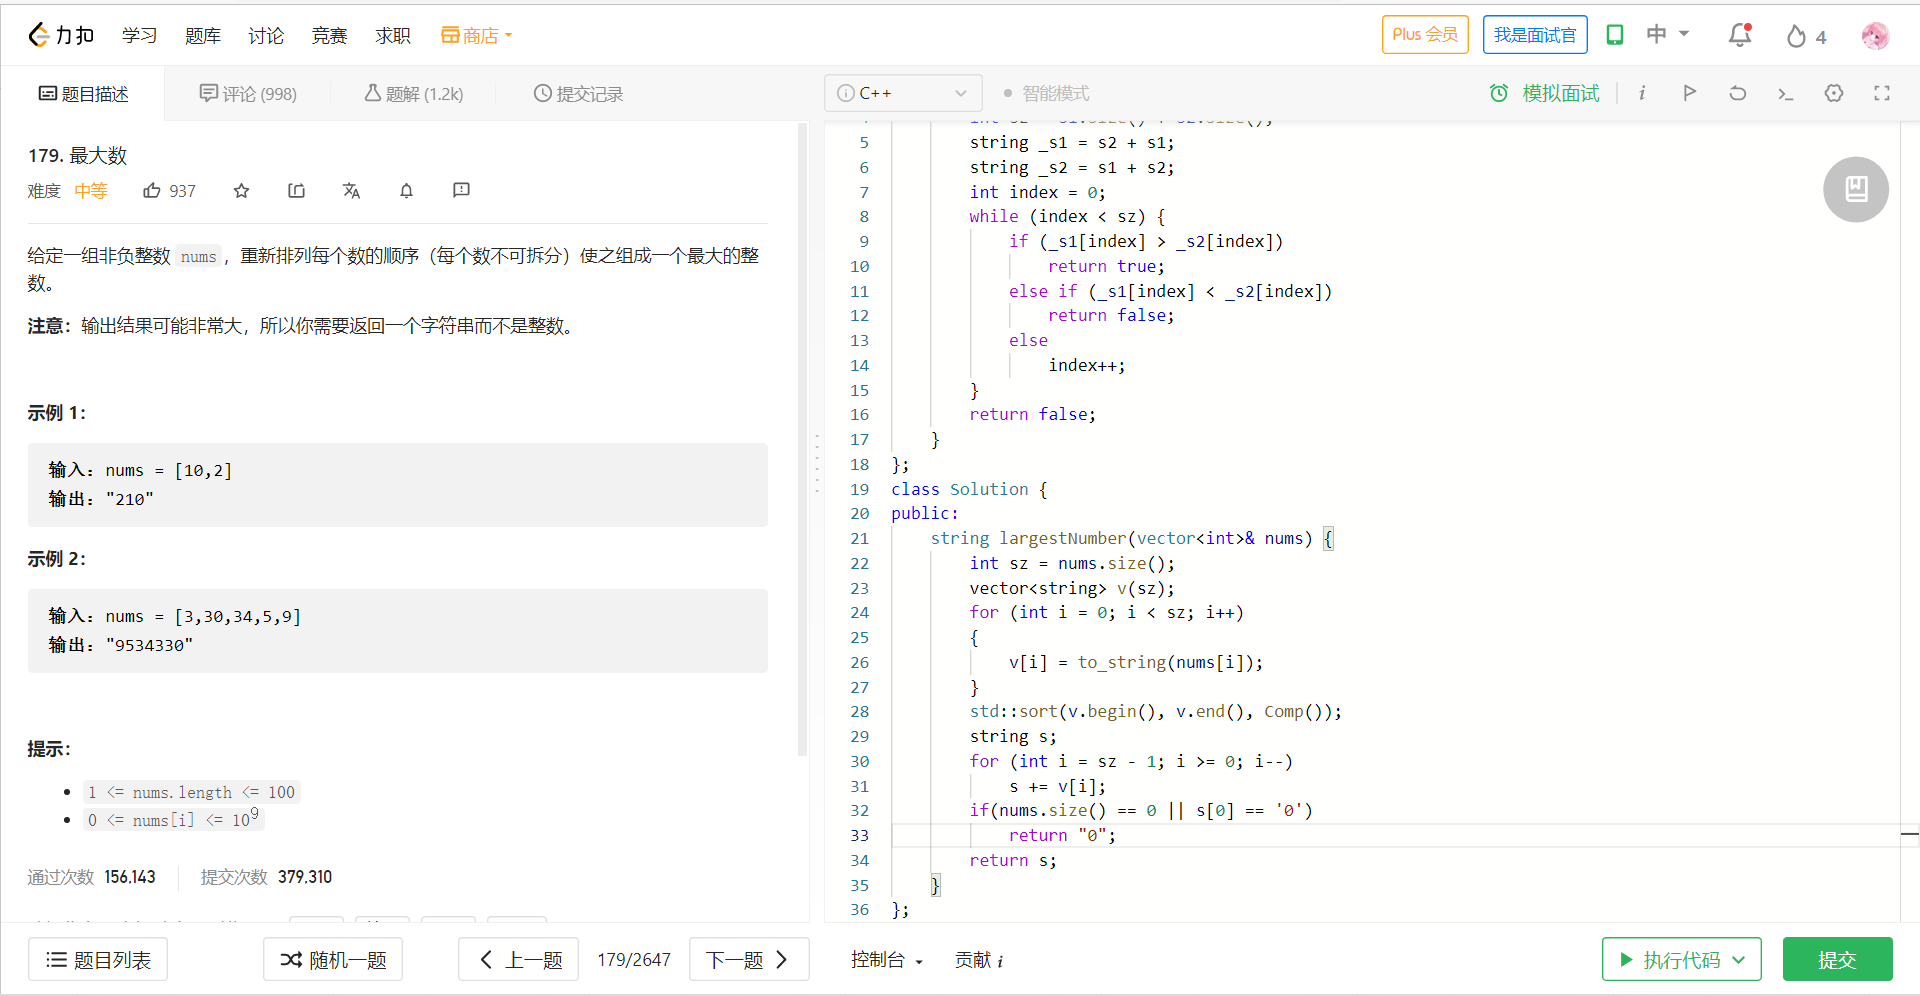 力扣 学习 题库 讨论 竞赛 求职 商店 Plus 会员 我是面试官 中 4
题目描述 评论 (998) 题解 (1.2k) 提交记录
179. 最大数
难度 中等 937
给定一组非负整数 nums，重新排列每个数的顺序（每个数不可拆分）使之组成一个最大的整
数。
注意：输出结果可能非常大，所以你需要返回一个字符串而不是整数。
示例 1：
输入：nums = [10,2]
输出："210"
示例 2：
输入：nums = [3,30,34,5,9]
输出："9534330"
提示：
1 <= nums.length <= 100
0 <= nums[i] <= 10⁹
通过次数 156,143 提交次数 379,310
题目列表 随机一题 上一题 179/2647 下一题
C++ 智能模式 模拟面试 i
5 string _s1 = s2 + s1;
6 string _s2 = s1 + s2;
7 int index = 0;
8 while (index < sz) {
9 if (_s1[index] > _s2[index])
10 return true;
11 else if (_s1[index] < _s2[index])
12 return false;
13 else
14 index++;
15 }
16 return false;
17 }
18 };
19 class Solution {
20 public:
21 string largestNumber(vector<int>& nums) {
22 int sz = nums.size();
23 vector<string> v(sz);
24 for (int i = 0; i < sz; i++)
25 {
26 v[i] = to_string(nums[i]);
27 }
28 std::sort(v.begin(), v.end(), Comp());
29 string s;
30 for (int i = sz - 1; i >= 0; i--)
31 s += v[i];
32 if(nums.size() == 0 || s[0] == '0')
33 return "0";
34 return s;
35 }
36 };
控制台 贡献 i 执行代码 提交